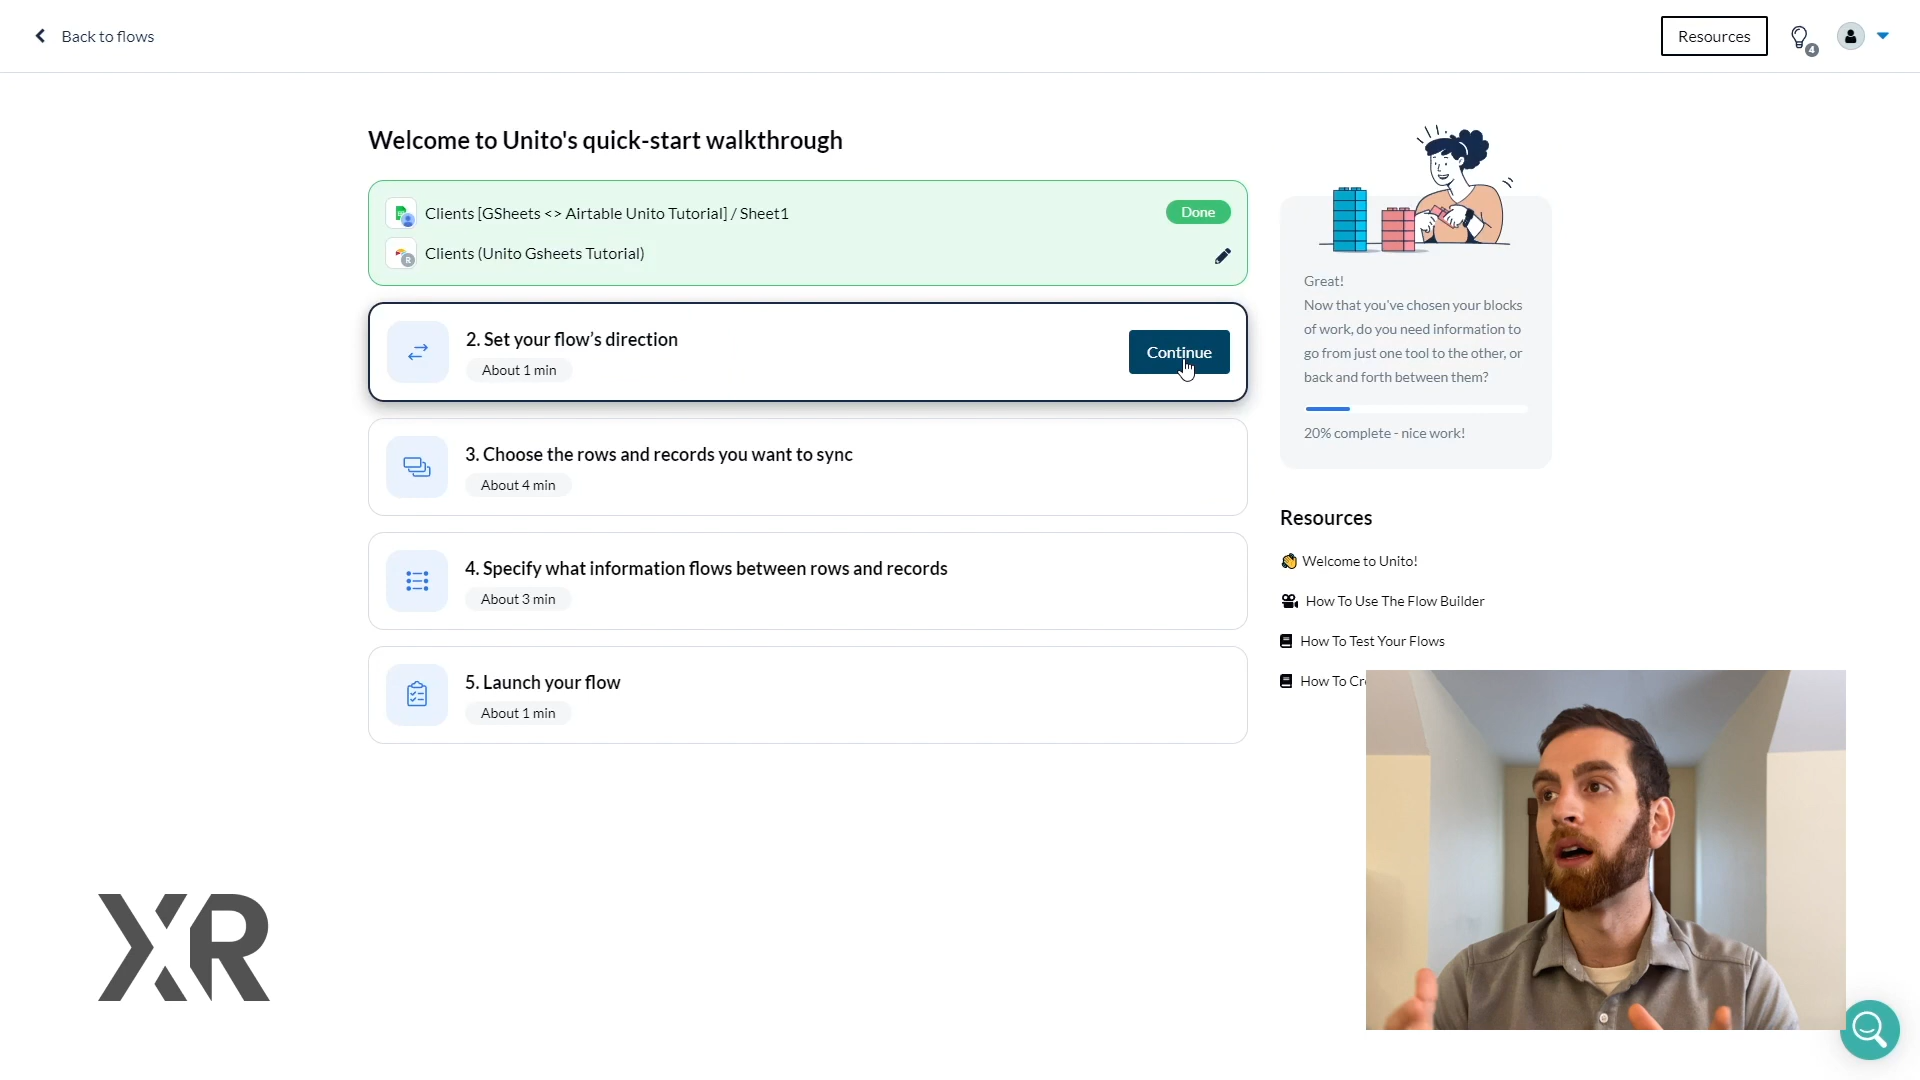 Back to flows
Resources
4
Welcome to Unito's quick-start walkthrough
Clients [GSheets <> Airtable Unito Tutorial] / Sheet1
Done
Clients (Unito Gsheets Tutorial)
R
2. Set your flow’s direction
About 1 min
Continue
3. Choose the rows and records you want to sync
About 4 min
4. Specify what information flows between rows and records
About 3 min
5. Launch your flow
About 1 min
Great!
Now that you've chosen your blocks
of work, do you need information to
go from just one tool to the other, or
back and forth between them?
20% complete - nice work!
Resources
Welcome to Unito!
How To Use The Flow Builder
How To Test Your Flows
How To Cr
XR